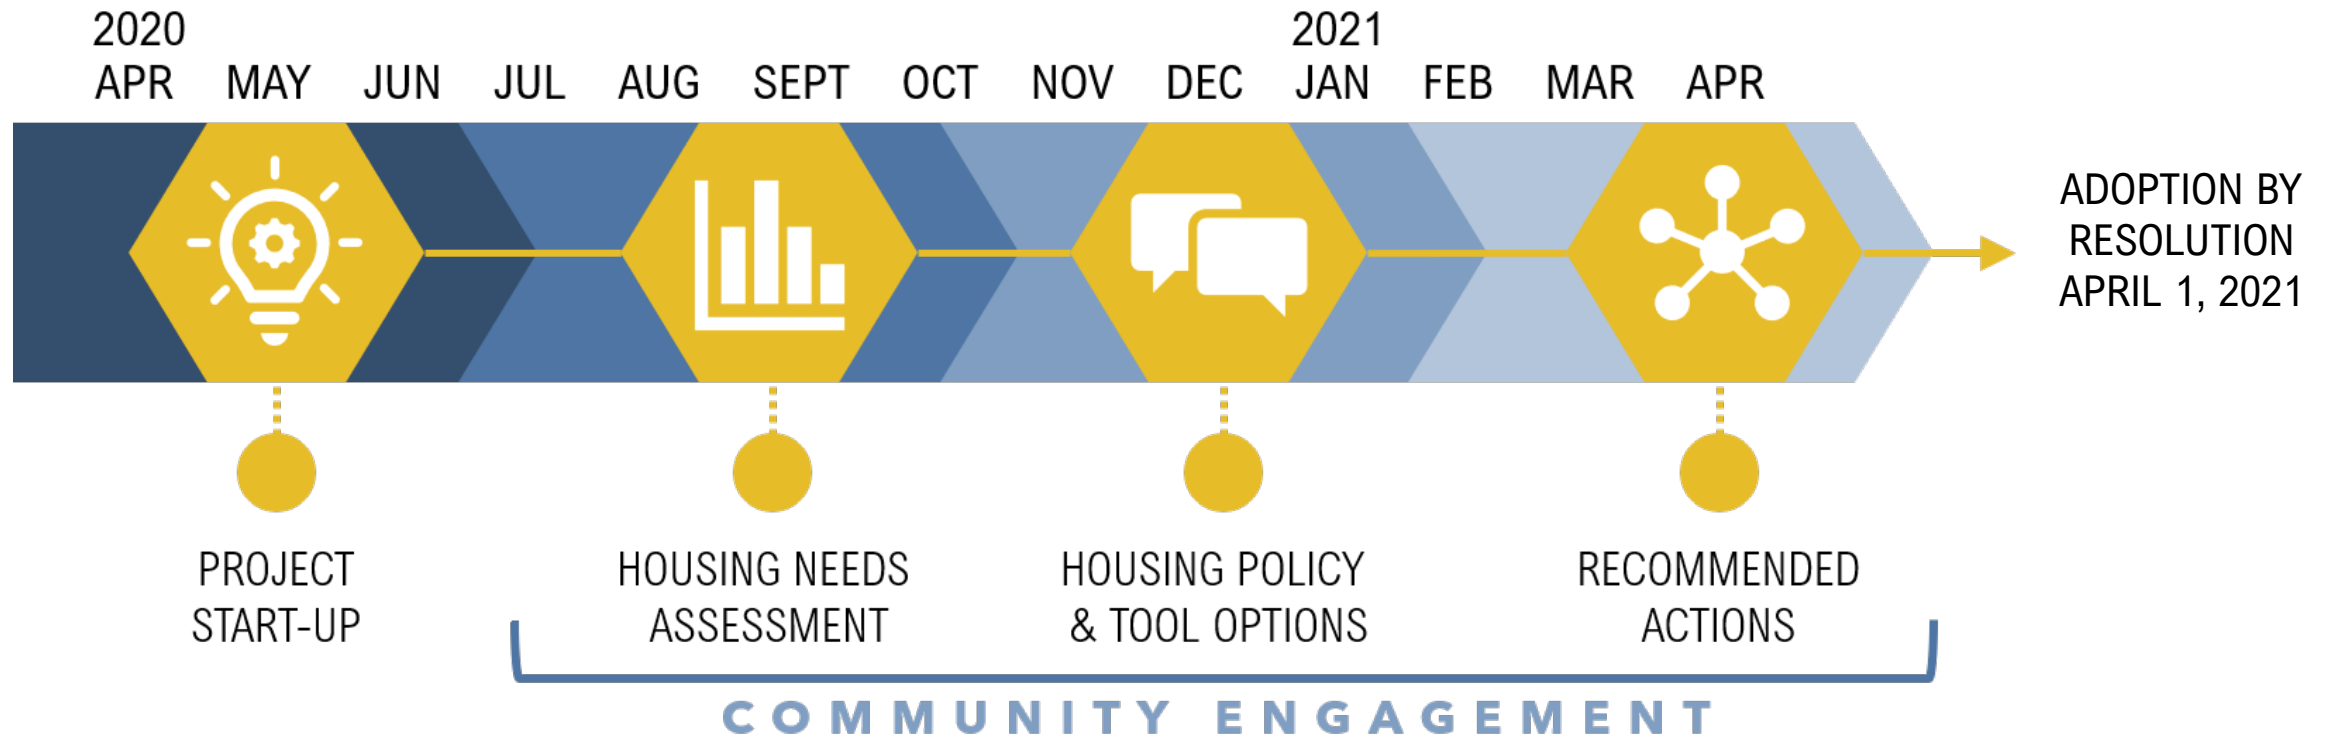 2020
2021
APR MAY JUN JUL AUG SEPT OCT NOV DEC JAN FEB MAR APR
ADOPTION BY
RESOLUTION
APRIL 1, 2021
PROJECT
START-UP
HOUSING NEEDS
ASSESSMENT
HOUSING POLICY
& TOOL OPTIONS
RECOMMENDED
ACTIONS
COMMUNITY ENGAGEMENT